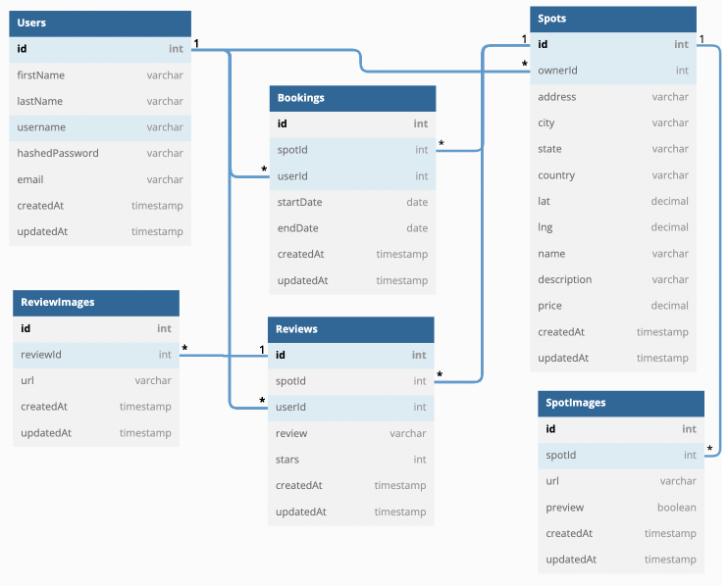 Users
id int
firstName varchar
lastName varchar
username varchar
hashedPassword varchar
email varchar
createdAt timestamp
updatedAt timestamp
1
*
Bookings
id int
spotId int
userId int
startDate date
endDate date
createdAt timestamp
updatedAt timestamp
*
*
Spots
id int
ownerId int
address varchar
city varchar
state varchar
country varchar
lat decimal
lng decimal
name varchar
description varchar
price decimal
createdAt timestamp
updatedAt timestamp
1
1
ReviewImages
id int
reviewId int
url varchar
createdAt timestamp
updatedAt timestamp
*
1
Reviews
id int
spotId int
userId int
review varchar
stars int
createdAt timestamp
updatedAt timestamp
*
*
SpotImages
id int
spotId int
url varchar
preview boolean
createdAt timestamp
updatedAt timestamp
*